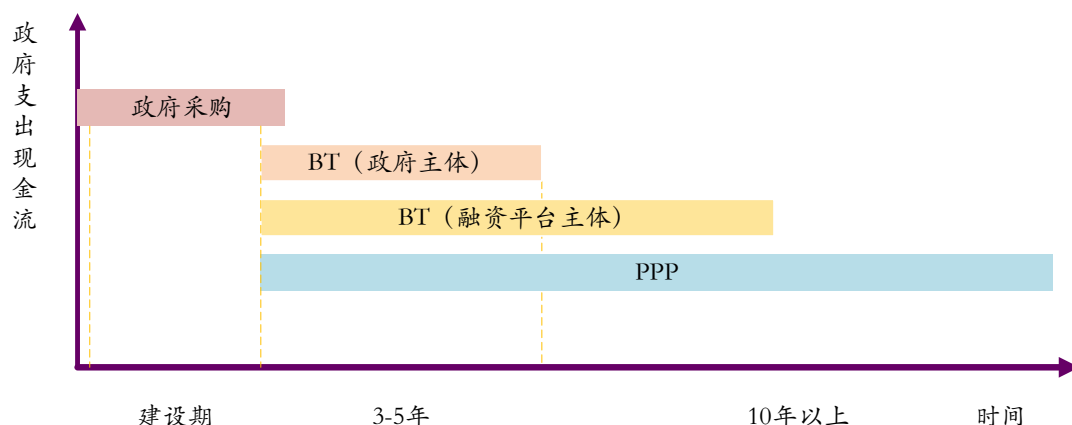 政府支出现金流
政府采购
BT（政府主体）
BT（融资平台主体）
PPP
建设期
3-5年
10年以上
时间